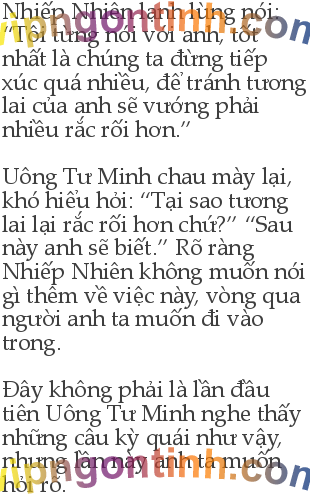 Nhiếp Nhiên lạnh lùng nói:
“Tôi từng nói với anh, tốt
nhất là chúng ta đừng tiếp
xúc quá nhiều, để tránh tương
lai của anh sẽ vướng phải
nhiều rắc rối hơn.”
Uông Tư Minh chau mày lại,
khó hiểu hỏi: “Tại sao tương
lai lại rắc rối hơn chứ?” “Sau
này anh sẽ biết.” Rõ ràng
Nhiếp Nhiên không muốn nói
gì thêm về việc này, vòng qua
người anh ta muốn đi vào
trong.
Đây không phải là lần đầu
tiên Uông Tư Minh nghe thấy
những câu kỳ quái như vậy,
nhưng lần này anh ta muốn
hỏi rõ.
vipngontinh.com
vipngontinh.com